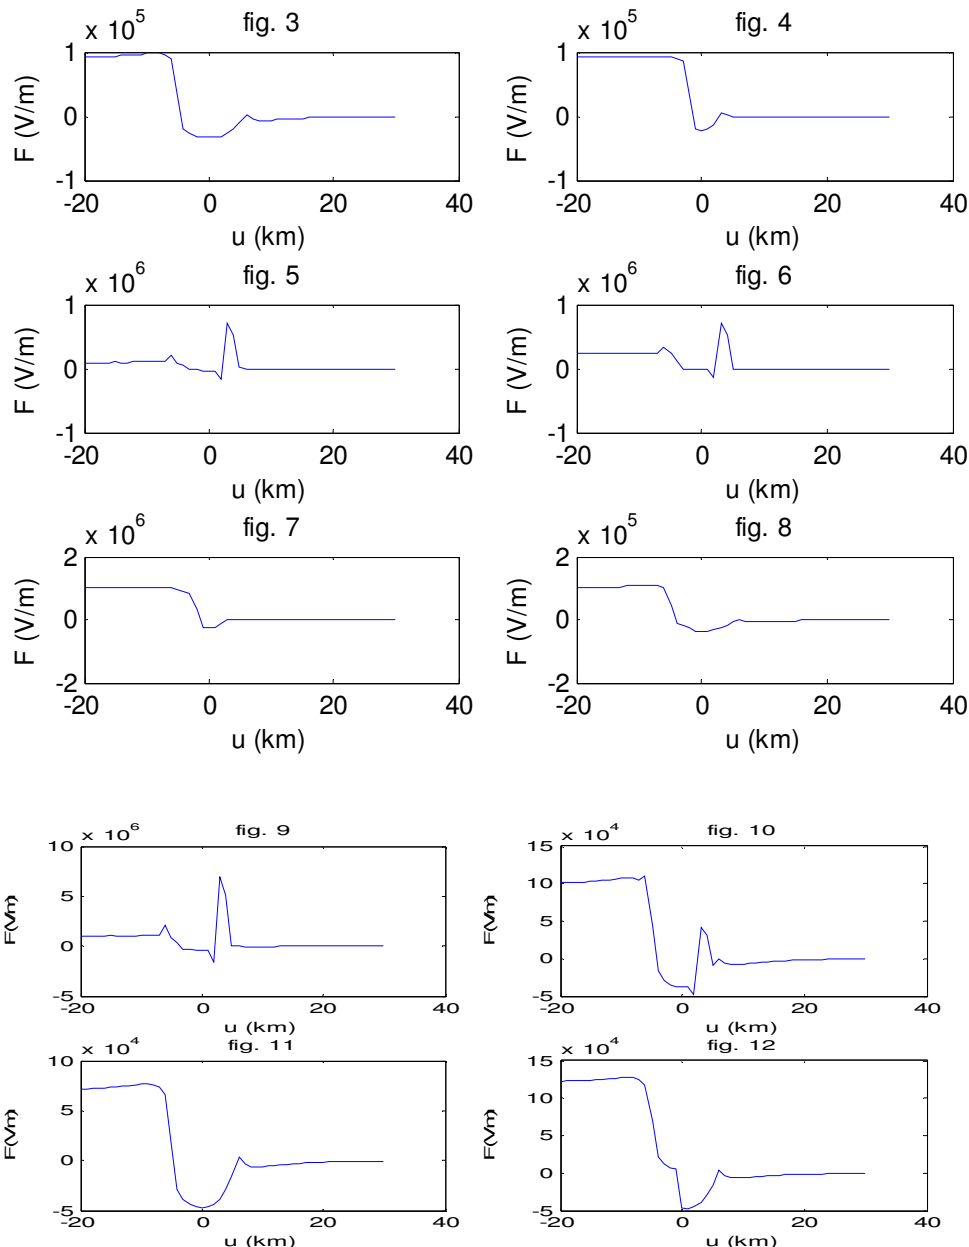 x 10^5 fig. 3
1
0
-1
F (V/m)
-20 0 20 40
u (km)
x 10^5 fig. 4
1
0
-1
F (V/m)
-20 0 20 40
u (km)
x 10^6 fig. 5
1
0
-1
F (V/m)
-20 0 20 40
u (km)
x 10^6 fig. 6
1
0
-1
F (V/m)
-20 0 20 40
u (km)
x 10^6 fig. 7
2
1
0
-2
F (V/m)
-20 0 20 40
u (km)
x 10^5 fig. 8
2
1
0
-2
F (V/m)
-20 0 20 40
u (km)
x 10^6 fig. 9
10
5
0
-5
F(V/m)
-20 0 20 40
u (km)
x 10^4 fig. 10
15
10
5
0
-5
F(V/m)
-20 0 20 40
u (km)
x 10^4 fig. 11
10
5
0
-5
F(V/m)
-20 0 20 40
u (km)
x 10^4 fig. 12
15
10
5
0
-5
F(V/m)
-20 0 20 40
u (km)